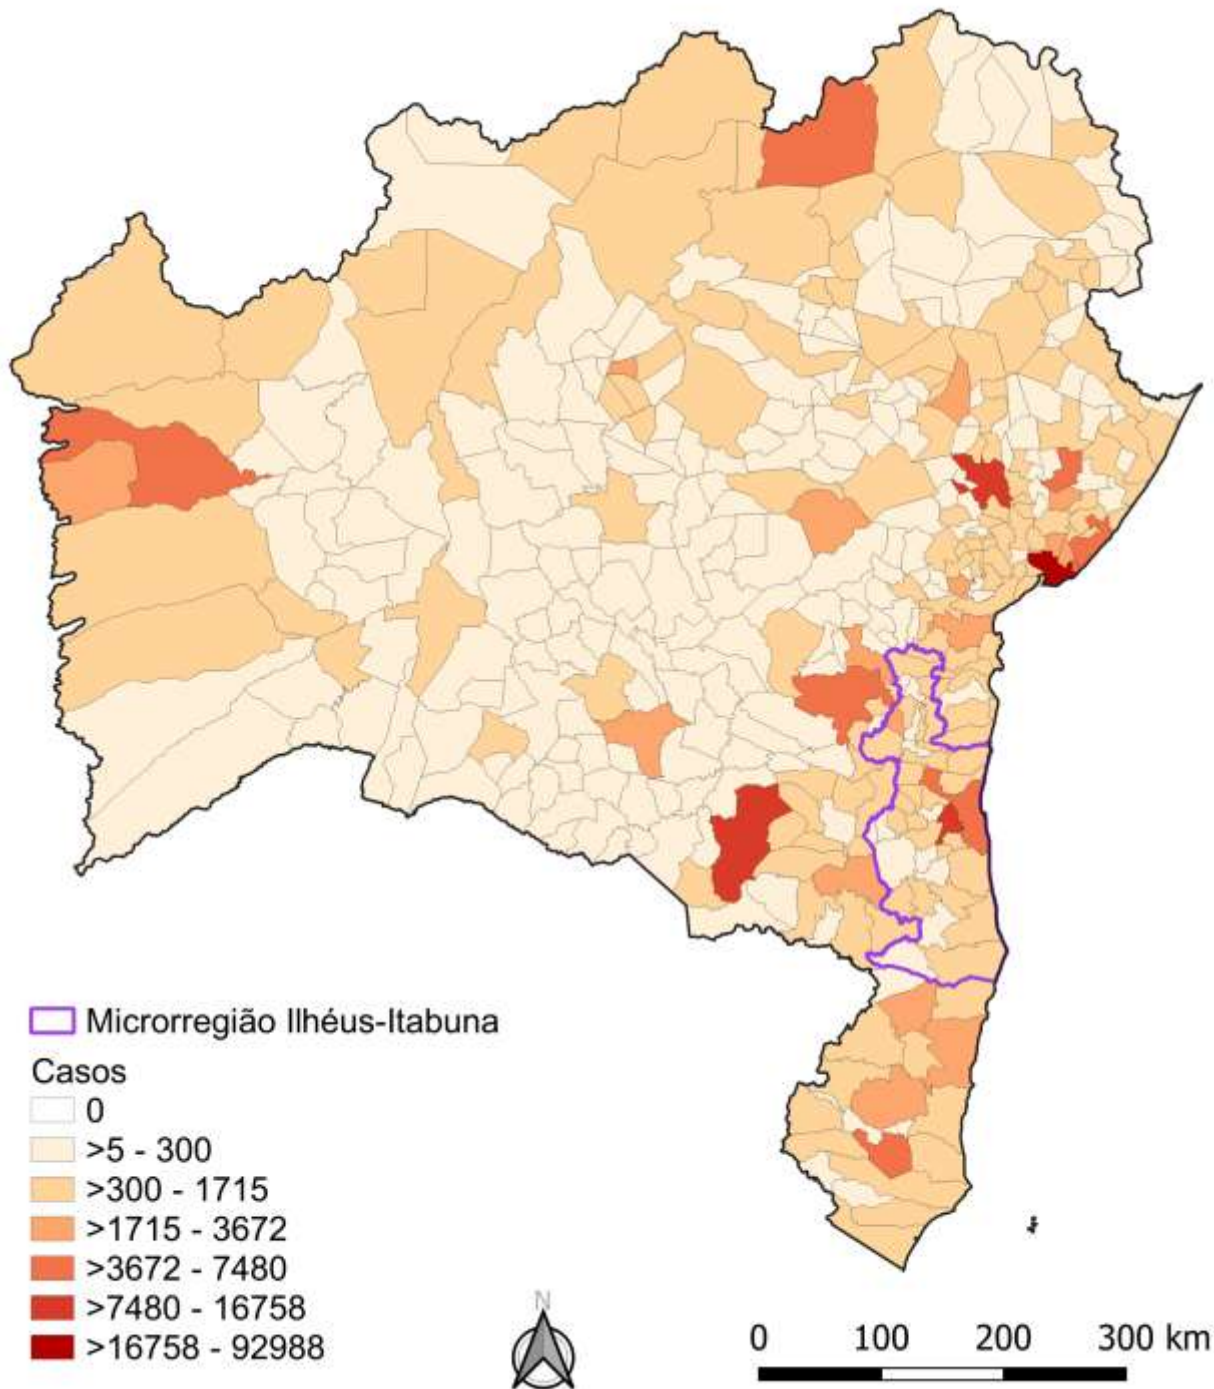 Microrregião Ilhéus-Itabuna
Casos
0
>5 - 300
>300 - 1715
>1715 - 3672
>3672 - 7480
>7480 - 16758
>16758 - 92988
N
0 100 200 300 km